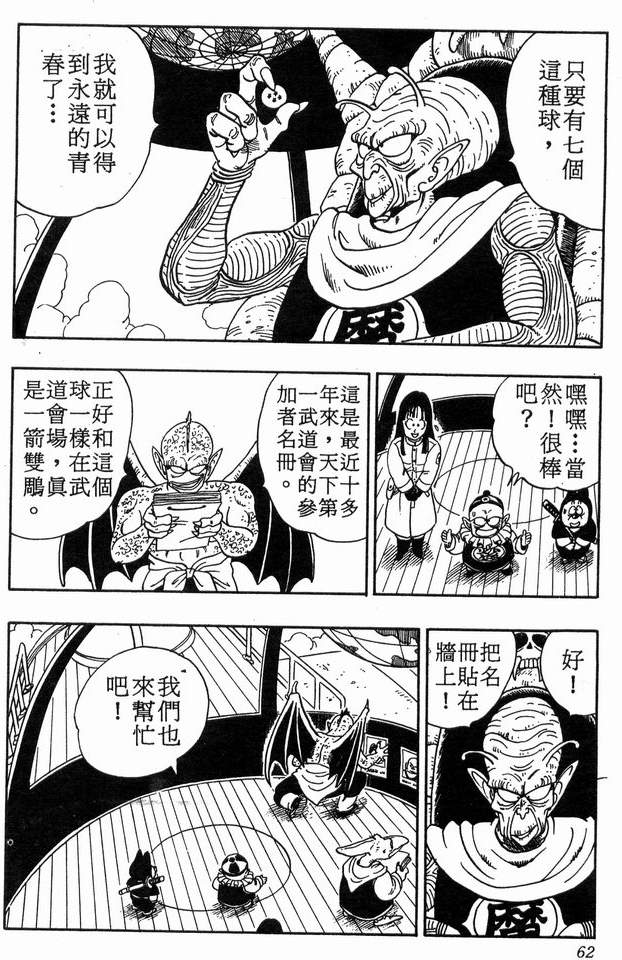 只要有七個
這種球，
我就可以得
到永遠的青
春了…
魔
嘿嘿…當
然！很棒
吧？
這是最近十多
年來，天下第
一武道會的參
加者名冊。
正好和這個
球一樣在武
道會場，眞
是一箭雙鵰。
好！
把名
冊貼在
牆上！
魔
我們也
來幫忙
吧！
62